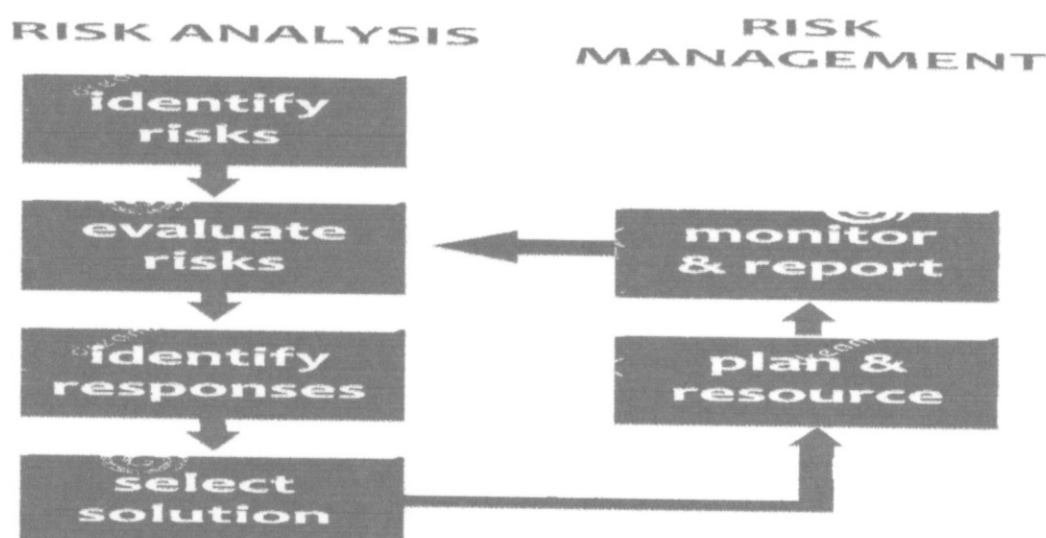 RISK ANALYSIS
identify
risks
evaluate
risks
identify
responses
select
solution
RISK
MANAGEMENT
monitor
& report
plan &
resource